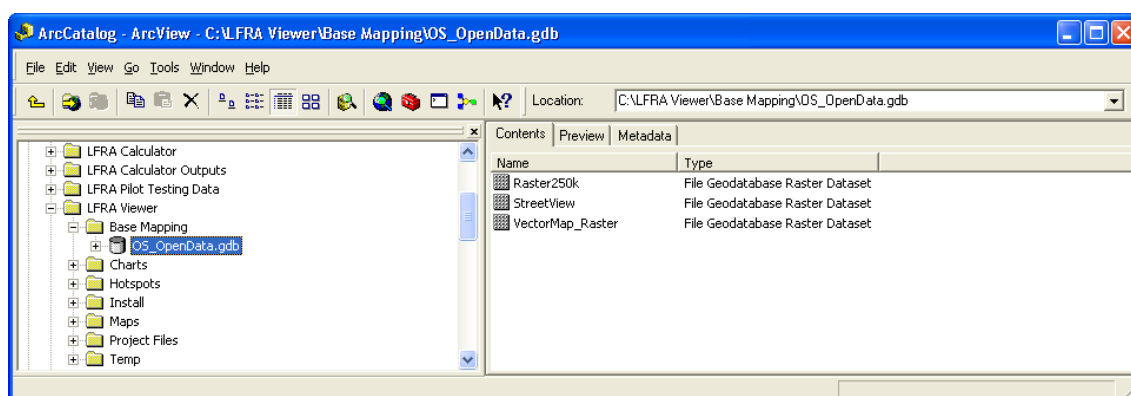 ArcCatalog - ArcView - C:\LFRA Viewer\Base Mapping\OS_OpenData.gdb
File Edit View Go Tools Window Help
Location: C:\LFRA Viewer\Base Mapping\OS_OpenData.gdb
Contents Preview Metadata
LFRA Calculator
LFRA Calculator Outputs
LFRA Pilot Testing Data
LFRA Viewer
Base Mapping
OS_OpenData.gdb
Charts
Hotspots
Install
Maps
Project Files
Temp
Name Type
Raster250k File Geodatabase Raster Dataset
StreetView File Geodatabase Raster Dataset
VectorMap_Raster File Geodatabase Raster Dataset